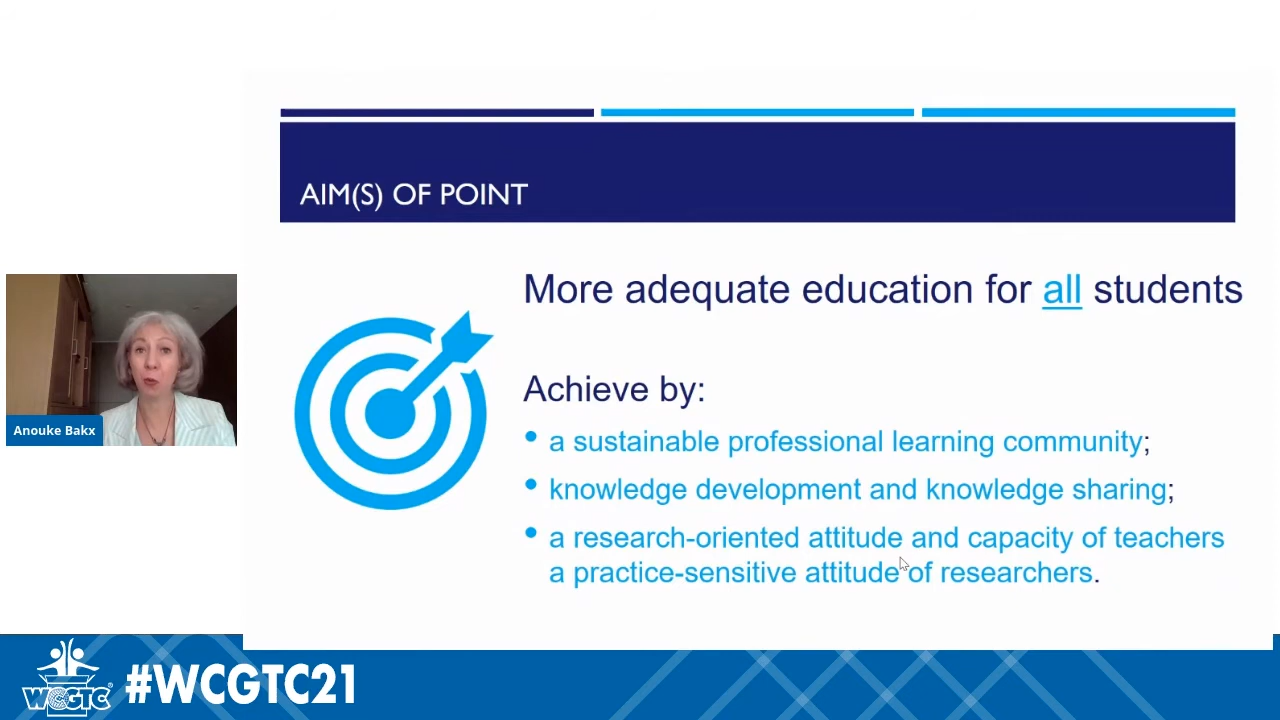 AIM(S) OF POINT
More adequate education for all students
Achieve by:
• a sustainable professional learning community;
• knowledge development and knowledge sharing;
• a research-oriented attitude and capacity of teachers
a practice-sensitive attitude of researchers.
Anouke Bakx
WCGTC®
#WCGTC21